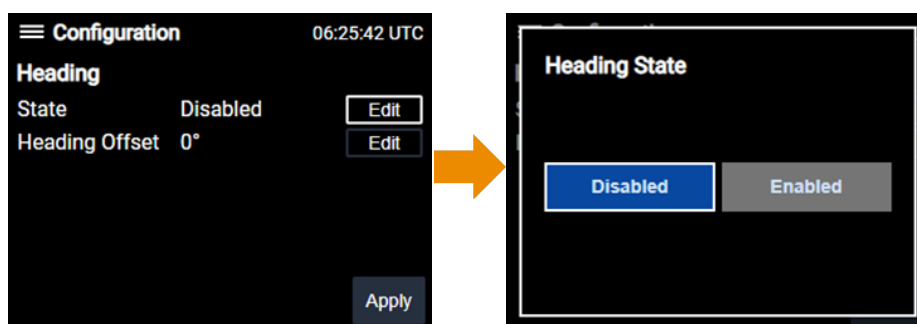 Configuration 06:25:42 UTC
Heading
State Disabled Edit
Heading Offset 0° Edit
Apply
Heading State
Disabled Enabled